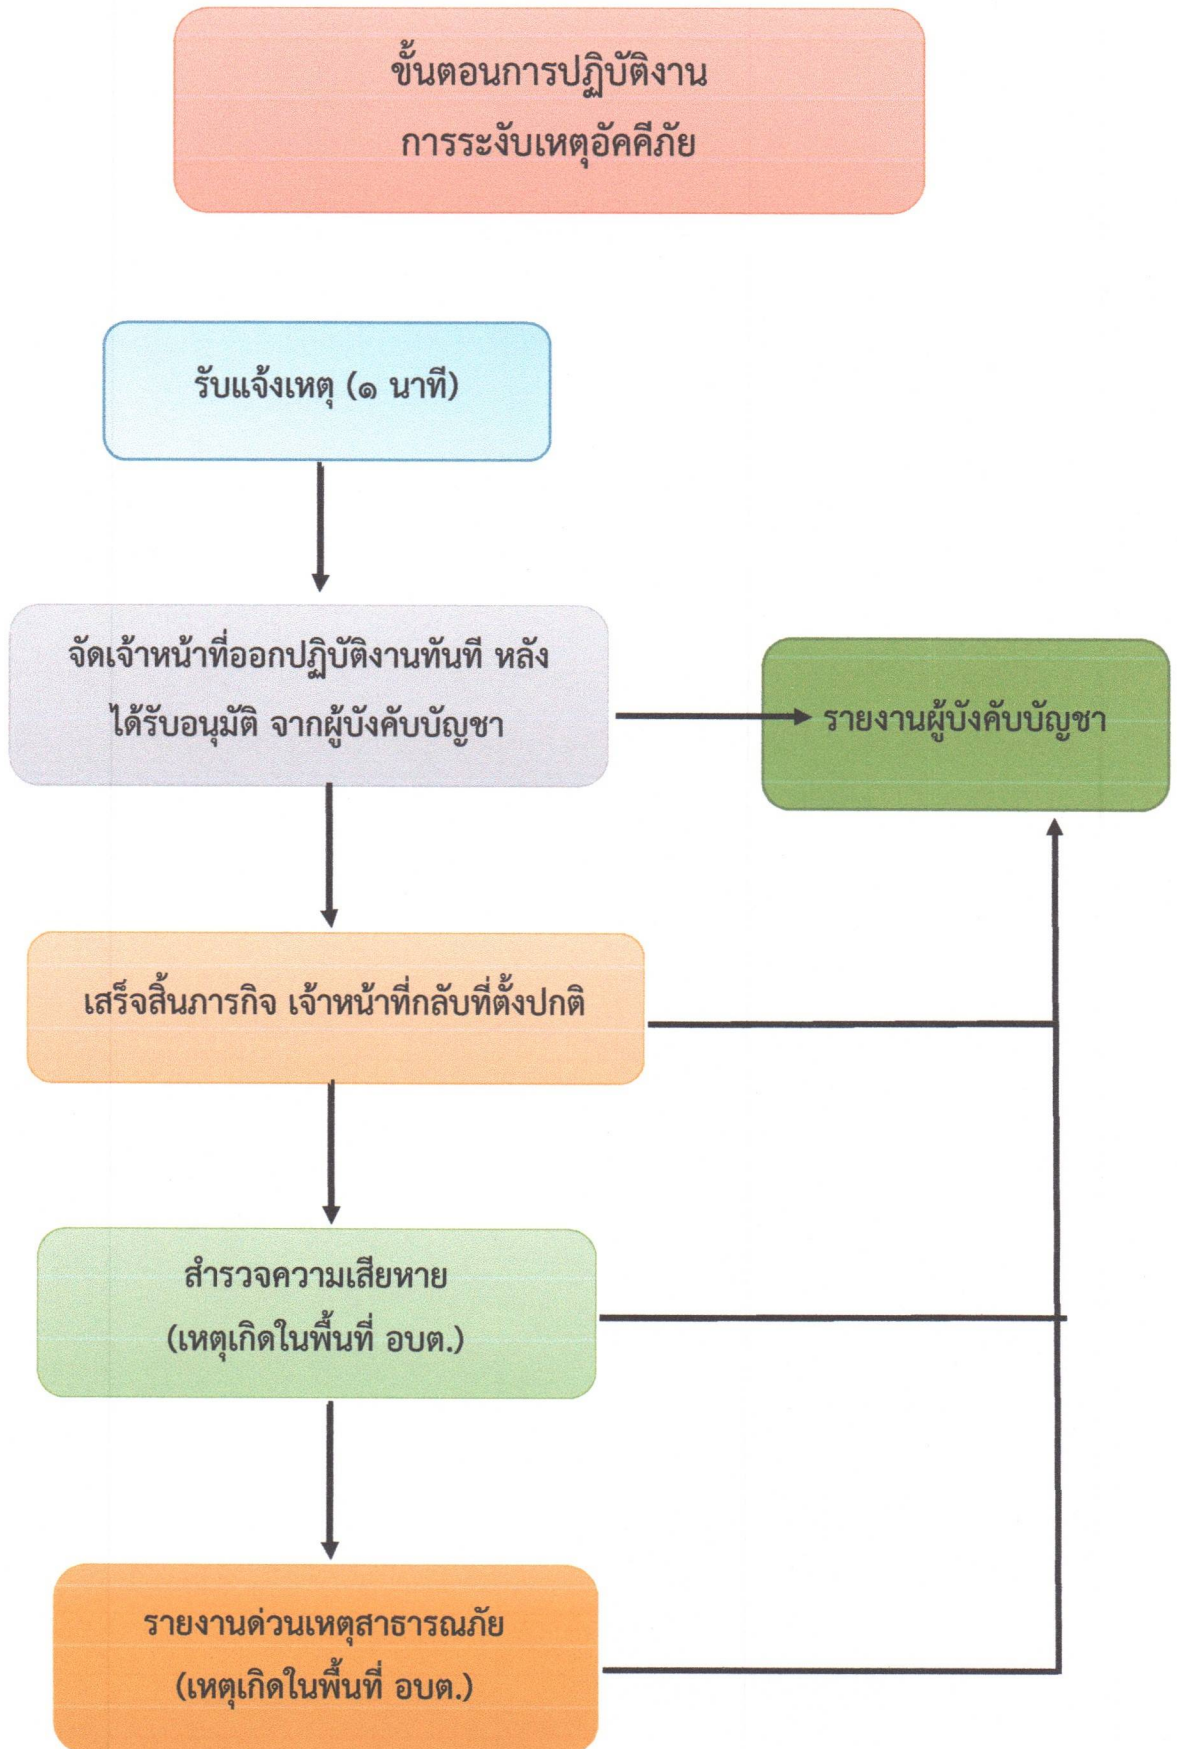 ขั้นตอนการปฏิบัติงาน
การระงับเหตุอัคคีภัย
รับแจ้งเหตุ (๑ นาที)
จัดเจ้าหน้าที่ออกปฏิบัติงานทันที หลัง
ได้รับอนุมัติ จากผู้บังคับบัญชา
รายงานผู้บังคับบัญชา
เสร็จสิ้นภารกิจ เจ้าหน้าที่กลับที่ตั้งปกติ
สำรวจความเสียหาย
(เหตุเกิดในพื้นที่ อบต.)
รายงานด่วนเหตุสาธารณภัย
(เหตุเกิดในพื้นที่ อบต.)